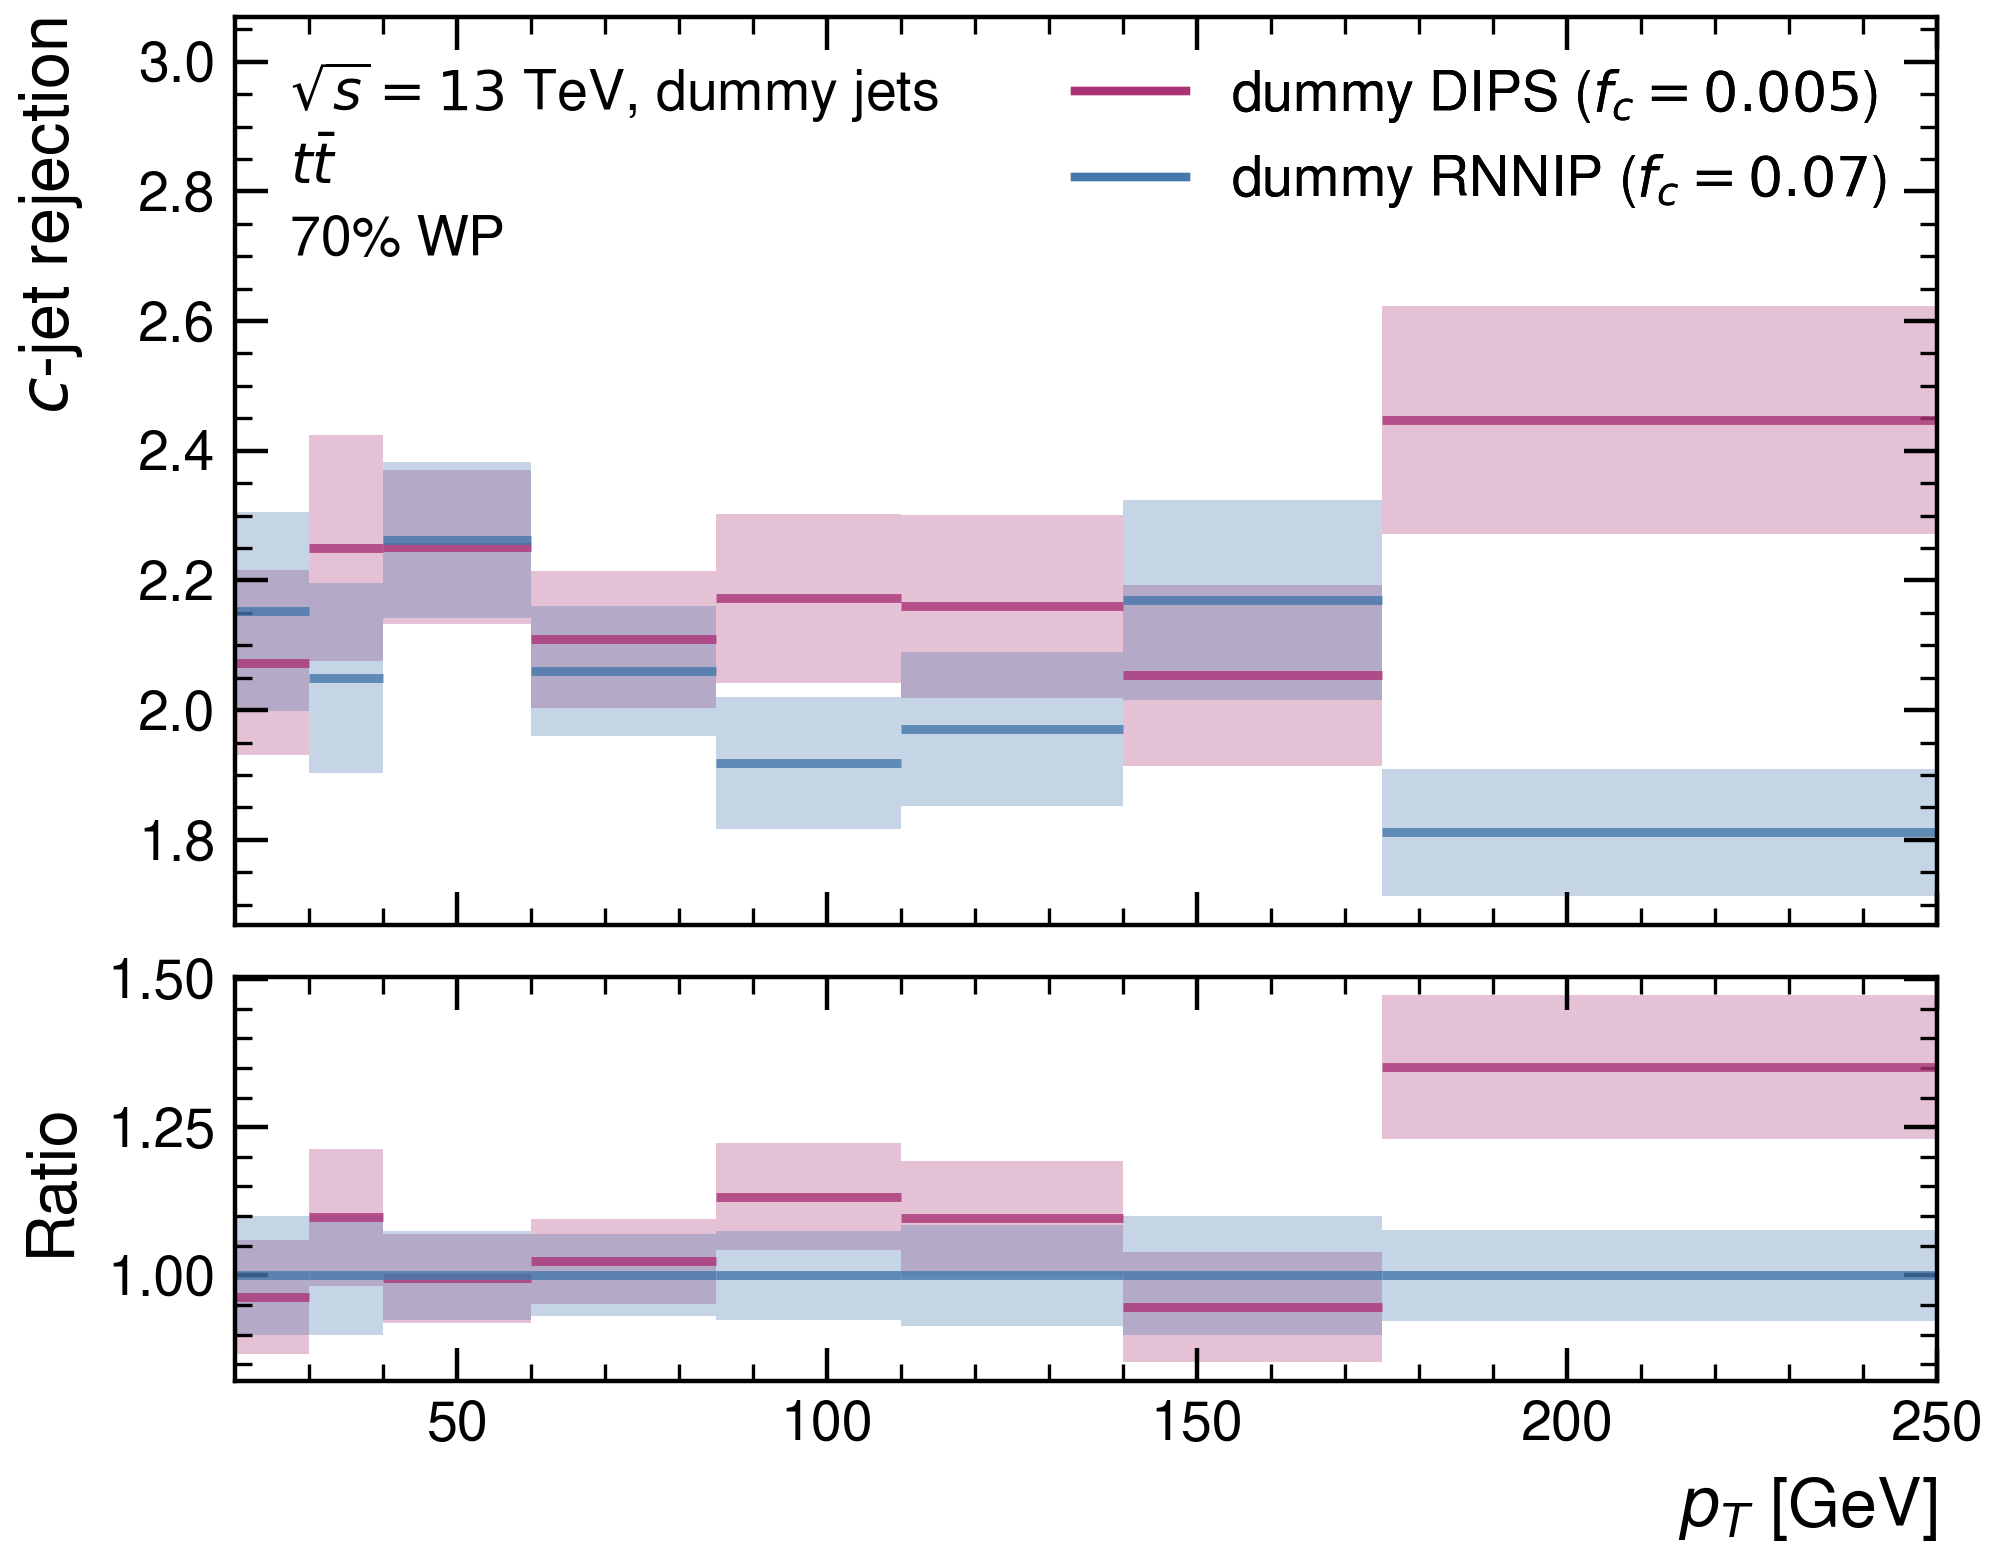 c-jet rejection
3.0
2.8
2.6
2.4
2.2
2.0
1.8
√s = 13 TeV, dummy jets
tt̄
70% WP
dummy DIPS (f_c = 0.005)
dummy RNNIP (f_c = 0.07)
Ratio
1.50
1.25
1.00
50 100 150 200 250
p_T [GeV]